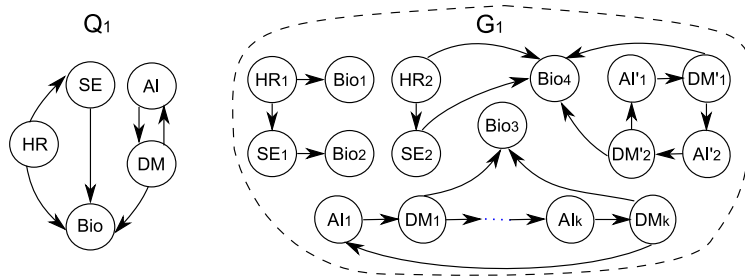 Q1 G1
SE AI HR1 Bio1 HR2 Bio4 AI'1 DM'1
HR DM Bio3
SE1 Bio2 SE2 DM'2 AI'2
Bio AI1 DM1 ..... AIk DMk